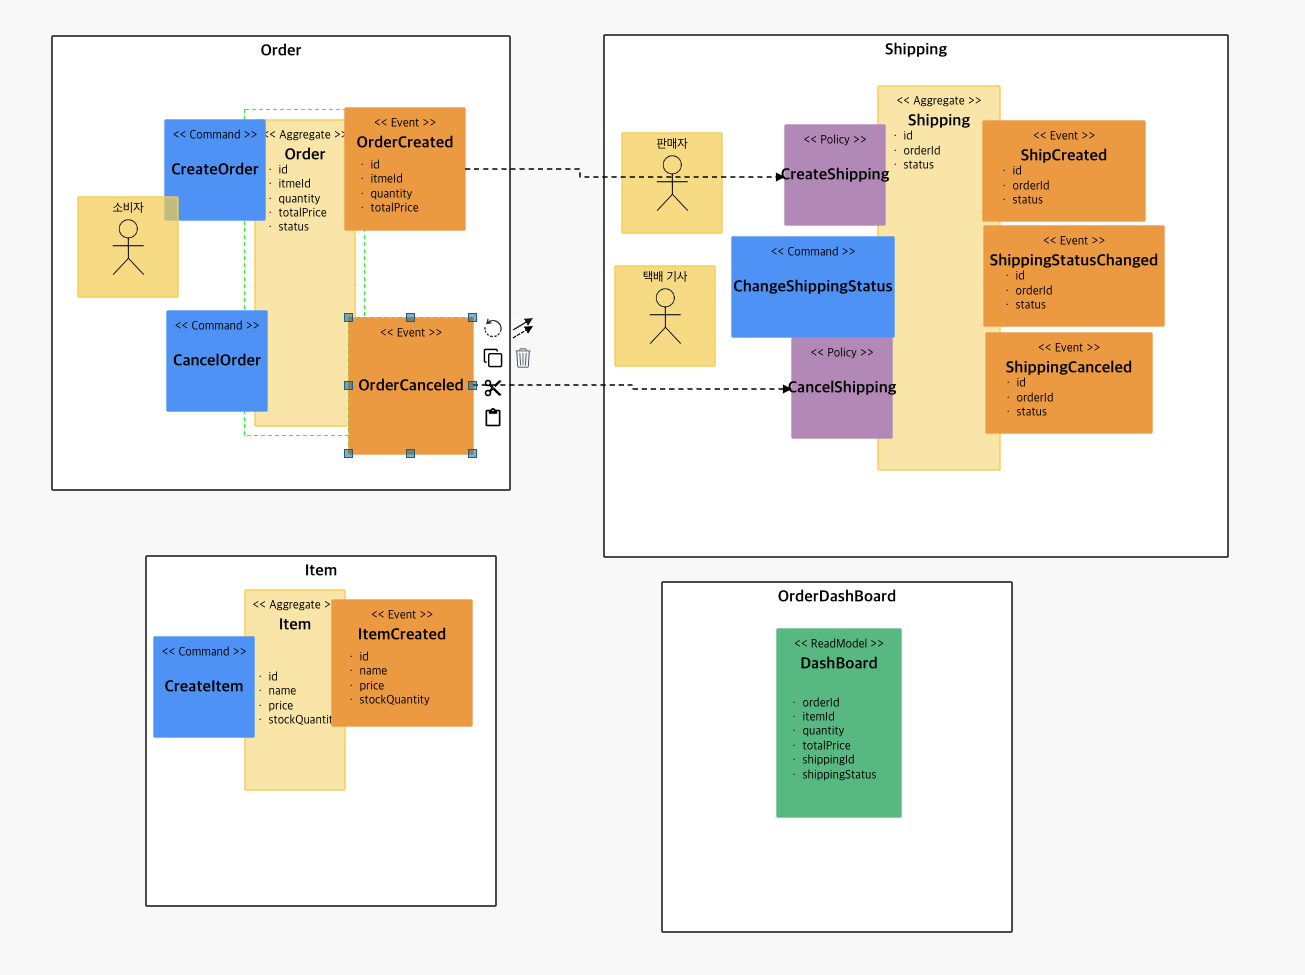 Order
<< Command >>
CreateOrder
<< Aggregate >>
Order
· id
· itmeId
· quantity
· totalPrice
· status
<< Event >>
OrderCreated
· id
· itmeId
· quantity
· totalPrice
소비자
<< Command >>
CancelOrder
<< Event >>
OrderCanceled
Shipping
판매자
<< Policy >>
CreateShipping
<< Aggregate >>
Shipping
· id
· orderId
· status
<< Event >>
ShipCreated
· id
· orderId
· status
택배 기사
<< Command >>
ChangeShippingStatus
<< Event >>
ShippingStatusChanged
· id
· orderId
· status
<< Policy >>
CancelShipping
<< Event >>
ShippingCanceled
· id
· orderId
· status
Item
<< Command >>
CreateItem
<< Aggregate >
Item
· id
· name
· price
· stockQuantit
<< Event >>
ItemCreated
· id
· name
· price
· stockQuantity
OrderDashBoard
<< ReadModel >>
DashBoard
· orderId
· itemId
· quantity
· totalPrice
· shippingId
· shippingStatus